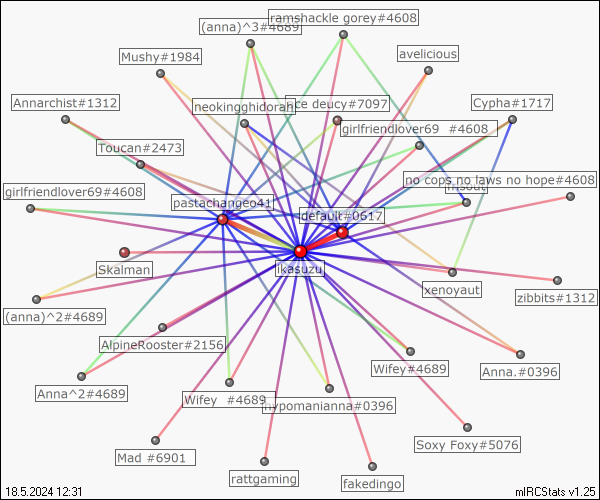 ramshackle gorey#4608
(anna)^3#4689
avelicious
Mushy#1984
Annarchist#1312
neokingghidorah
deucy#7097
Cypha#1717
girlfriendlover69 #4608
Toucan#2473
no cops no laws no hope#4608
girlfriendlover69#4608
pastachangeo41
default#0617
Skälman
ikasuzu
xenoyaut
zibbits#1312
(anna)^2#4689
AlpineRooster#2156
Wifey#4689
Anna.#0396
Anna^2#4689
Wifey #4689
hypomanianna#0396
Soxy Foxy#5076
Mad #6901
rattgaming
fakedingo
18.5.2024 12:31
mIRCStats v1.25